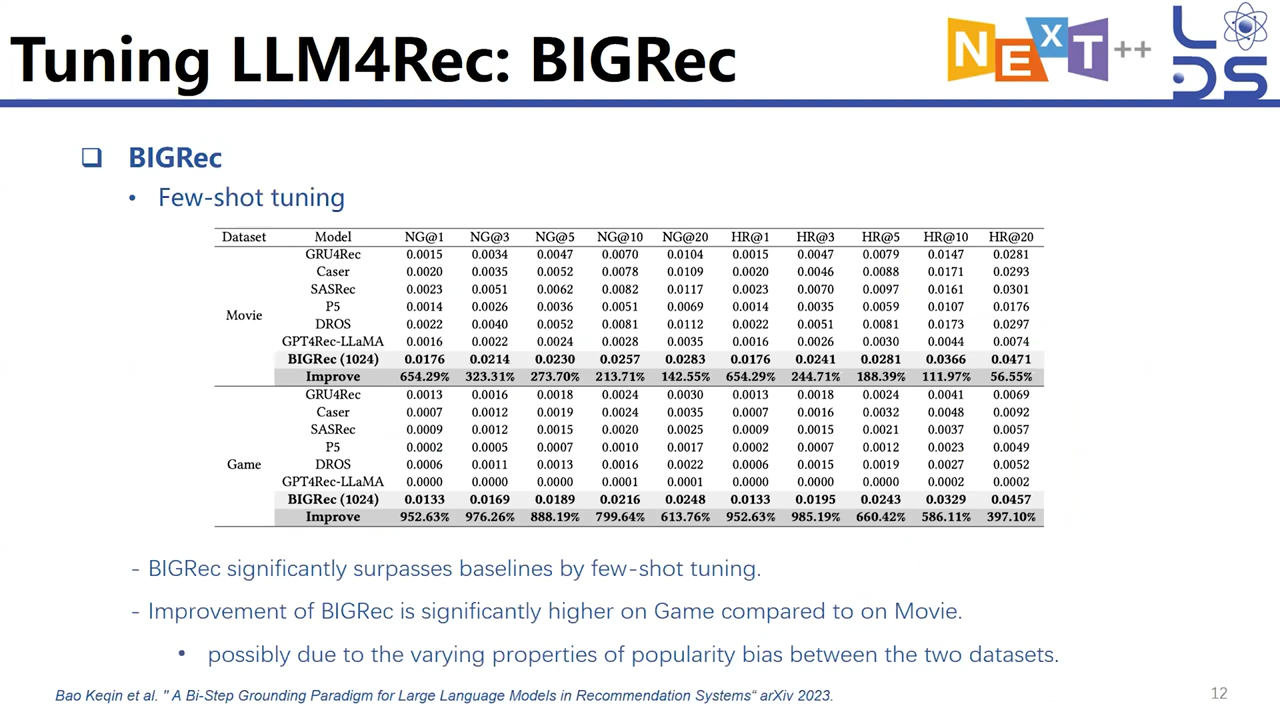 Tuning LLM4Rec: BIGRec
NExT++
LDS
❑ BIGRec
• Few-shot tuning
Dataset Model NG@1 NG@3 NG@5 NG@10 NG@20 HR@1 HR@3 HR@5 HR@10 HR@20
GRU4Rec 0.0015 0.0034 0.0047 0.0070 0.0104 0.0015 0.0047 0.0079 0.0147 0.0281
Caser 0.0020 0.0035 0.0052 0.0078 0.0109 0.0020 0.0046 0.0088 0.0171 0.0293
SASRec 0.0023 0.0051 0.0062 0.0082 0.0117 0.0023 0.0070 0.0097 0.0161 0.0301
P5 0.0014 0.0026 0.0036 0.0051 0.0069 0.0014 0.0035 0.0059 0.0107 0.0176
Movie
DROS 0.0022 0.0040 0.0052 0.0081 0.0112 0.0022 0.0051 0.0081 0.0173 0.0297
GPT4Rec-LLaMA 0.0016 0.0022 0.0024 0.0028 0.0035 0.0016 0.0026 0.0030 0.0044 0.0074
BIGRec (1024) 0.0176 0.0214 0.0230 0.0257 0.0283 0.0176 0.0241 0.0281 0.0366 0.0471
Improve 654.29% 323.31% 273.70% 213.71% 142.55% 654.29% 244.71% 188.39% 111.97% 56.55%
GRU4Rec 0.0013 0.0016 0.0018 0.0024 0.0030 0.0013 0.0018 0.0024 0.0041 0.0069
Caser 0.0007 0.0012 0.0019 0.0024 0.0035 0.0007 0.0016 0.0032 0.0048 0.0092
SASRec 0.0009 0.0012 0.0015 0.0020 0.0025 0.0009 0.0015 0.0021 0.0037 0.0057
P5 0.0002 0.0005 0.0007 0.0010 0.0017 0.0002 0.0007 0.0012 0.0023 0.0049
Game DROS 0.0006 0.0011 0.0013 0.0016 0.0022 0.0006 0.0015 0.0019 0.0027 0.0052
GPT4Rec-LLaMA 0.0000 0.0000 0.0000 0.0001 0.0001 0.0000 0.0000 0.0000 0.0002 0.0002
BIGRec (1024) 0.0133 0.0169 0.0189 0.0216 0.0248 0.0133 0.0195 0.0243 0.0329 0.0457
Improve 952.63% 976.26% 888.19% 799.64% 613.76% 952.63% 985.19% 660.42% 586.11% 397.10%
- BIGRec significantly surpasses baselines by few-shot tuning.
- Improvement of BIGRec is significantly higher on Game compared to on Movie.
• possibly due to the varying properties of popularity bias between the two datasets.
Bao Keqin et al. " A Bi-Step Grounding Paradigm for Large Language Models in Recommendation Systems“ arXiv 2023.
12